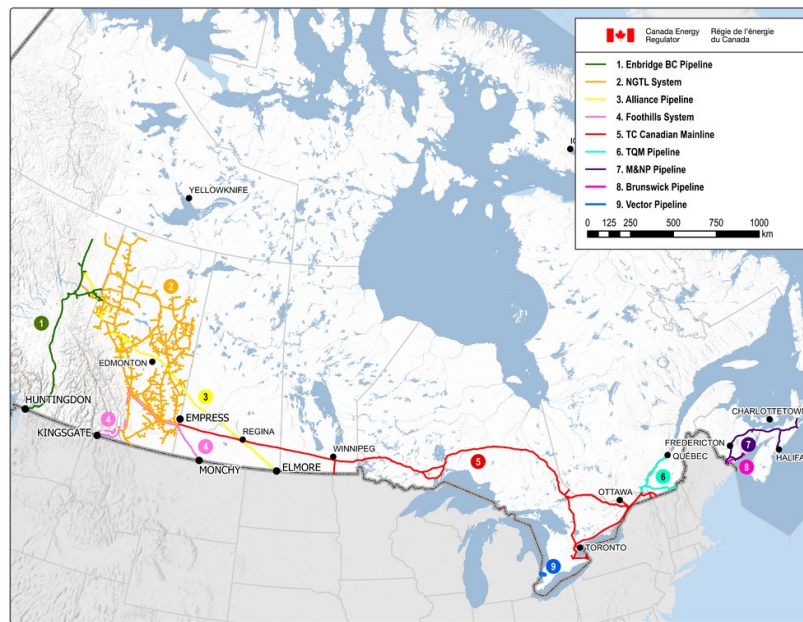 Canada Energy Regulator
Régie de l'énergie du Canada
1. Enbridge BC Pipeline
2. NGTL System
3. Alliance Pipeline
4. Foothills System
5. TC Canadian Mainline
6. TQM Pipeline
7. M&NP Pipeline
8. Brunswick Pipeline
9. Vector Pipeline
0 125 250 500 750 1000
km
YELLOWKNIFE
2
1
EDMONTON
3
HUNTINGDON
4
EMPRESS
KINGSGATE
REGINA
4
WINNIPEG
MONCHY
ELMORE
5
CHARLOTTETOW
FREDERICTON
7
QUÉBEC
HALIFA
8
6
OTTAWA
TORONTO
9